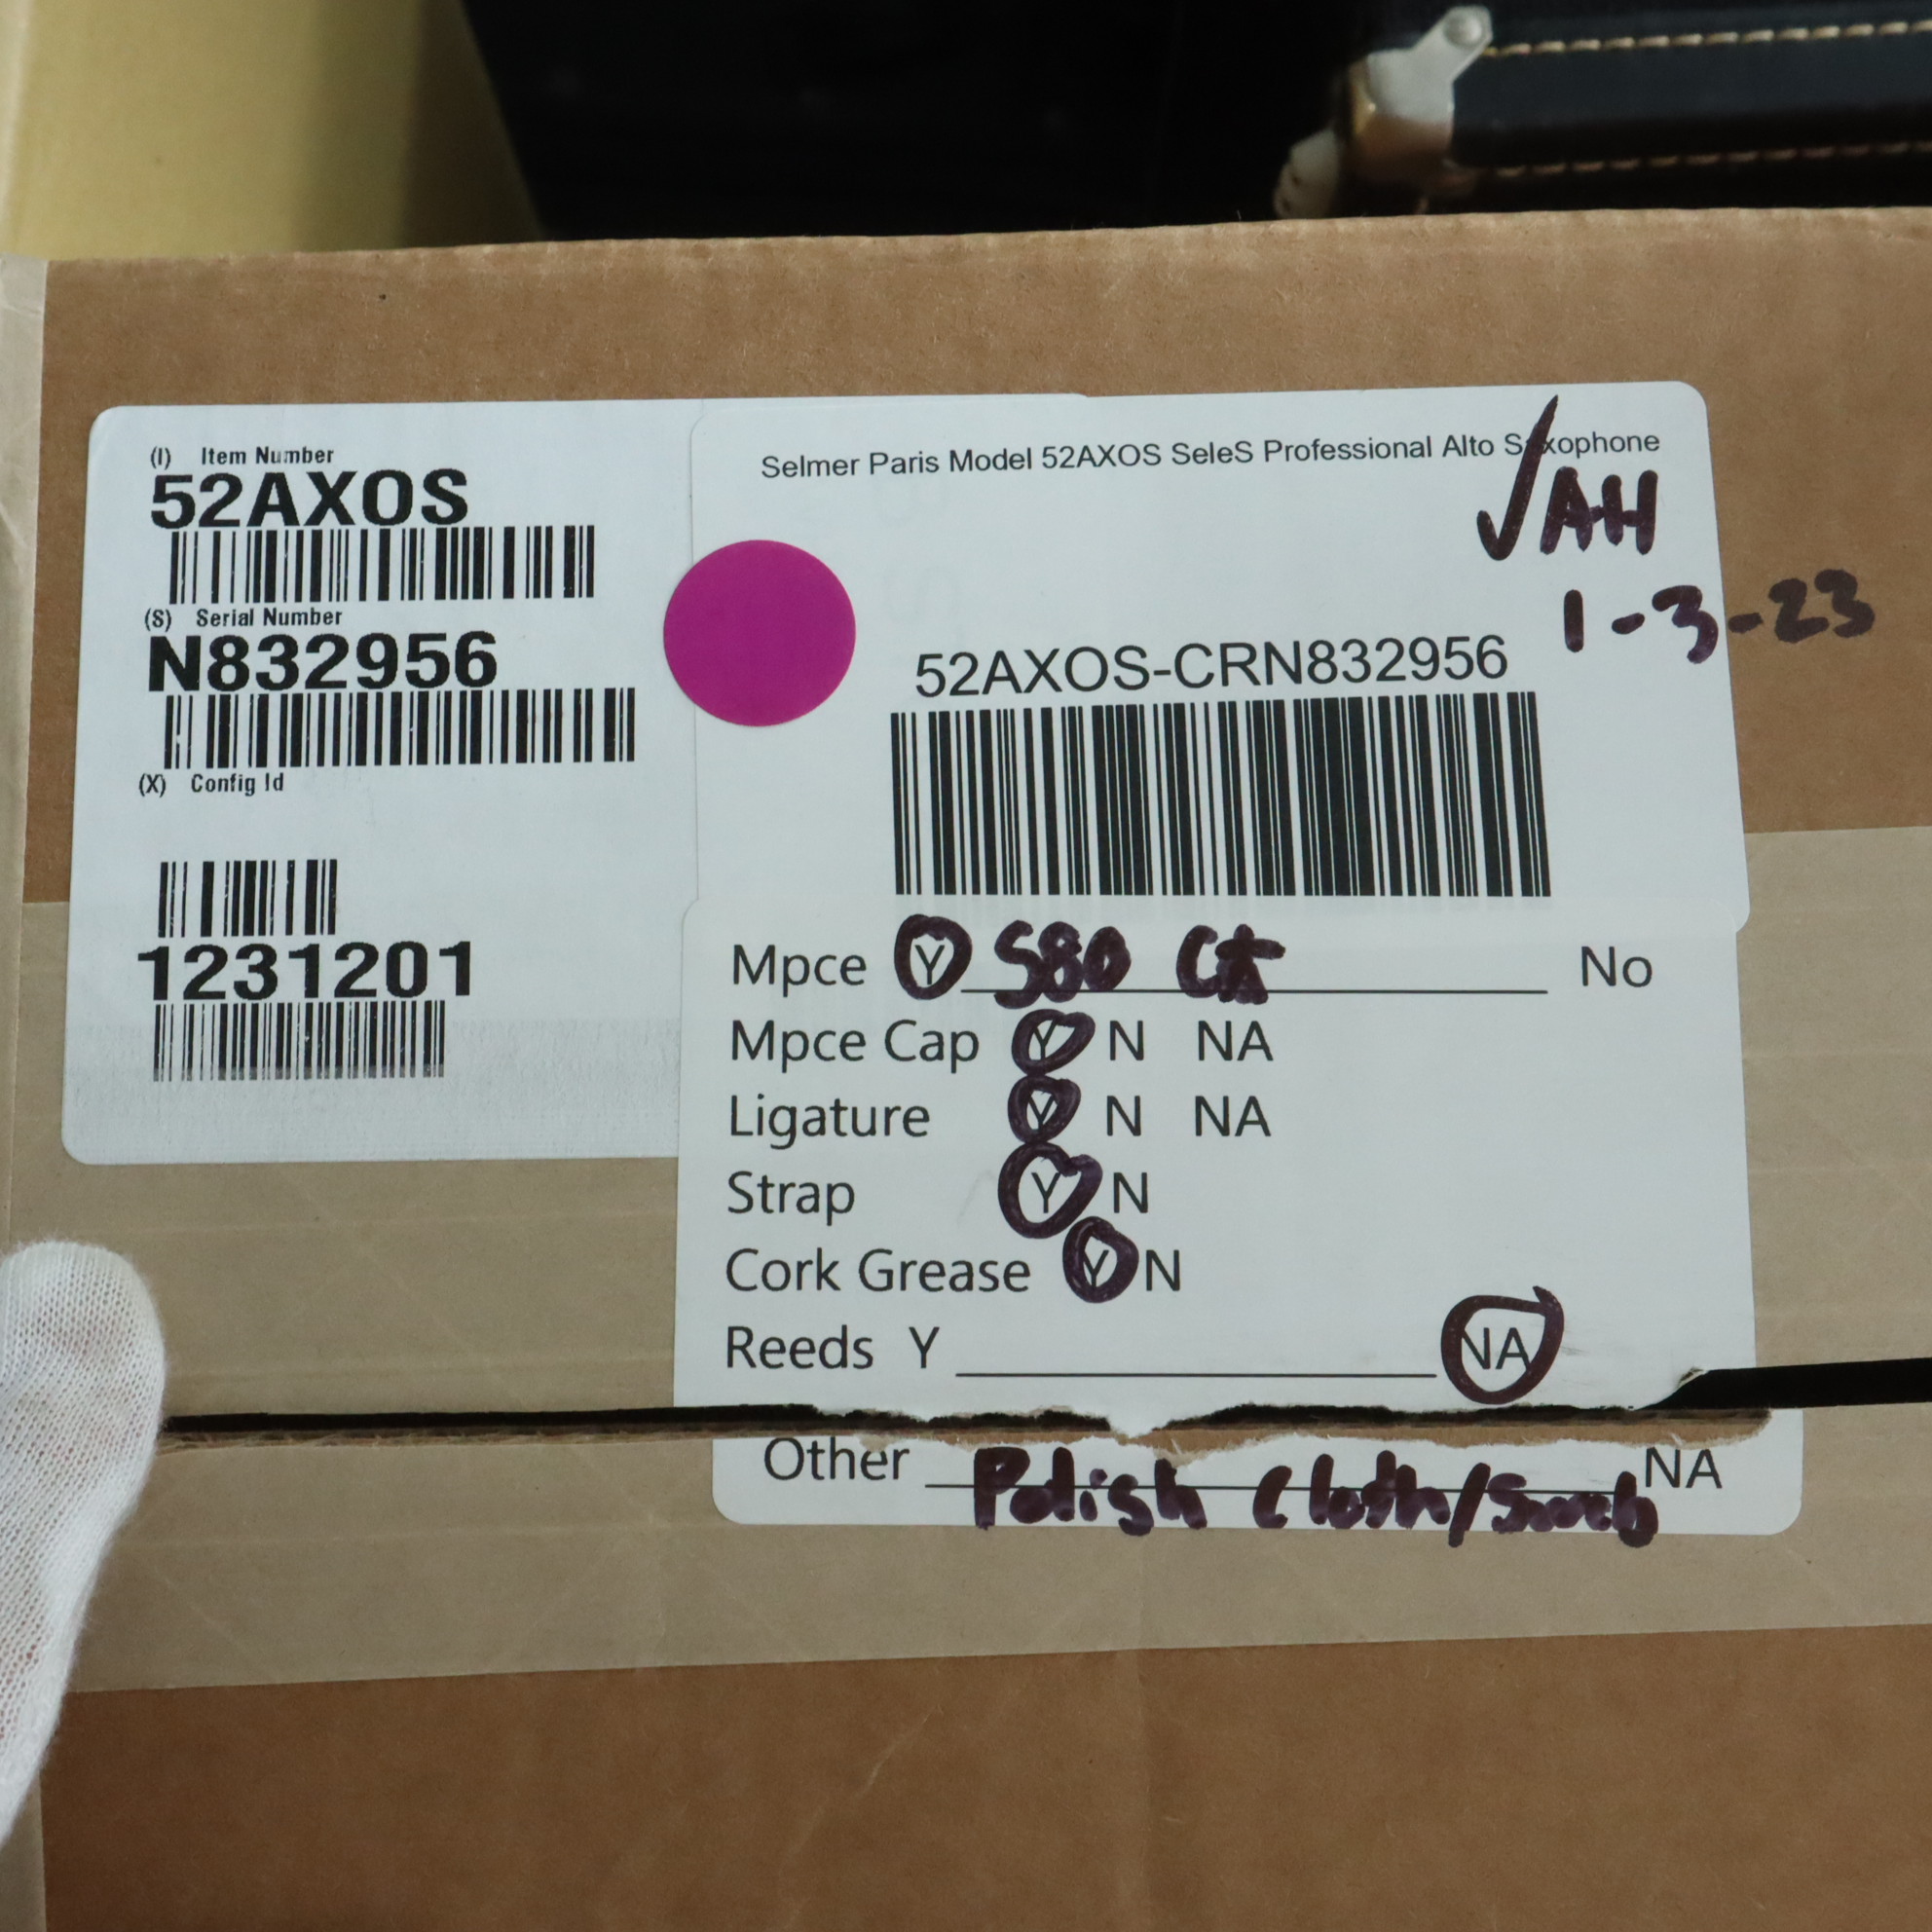 (I) Item Number
52AXOS
(S) Serial Number
N832956
(X) Config Id
1231201
Selmer Paris Model 52AXOS SeleS Professional Alto Saxophone
✓AH
1-3-23
52AXOS-CRN832956
Mpce Y S80 C* No
Mpce Cap Y N NA
Ligature Y N NA
Strap Y N
Cork Grease Y N
Reeds Y NA
Other Polish Cloth/Swab NA